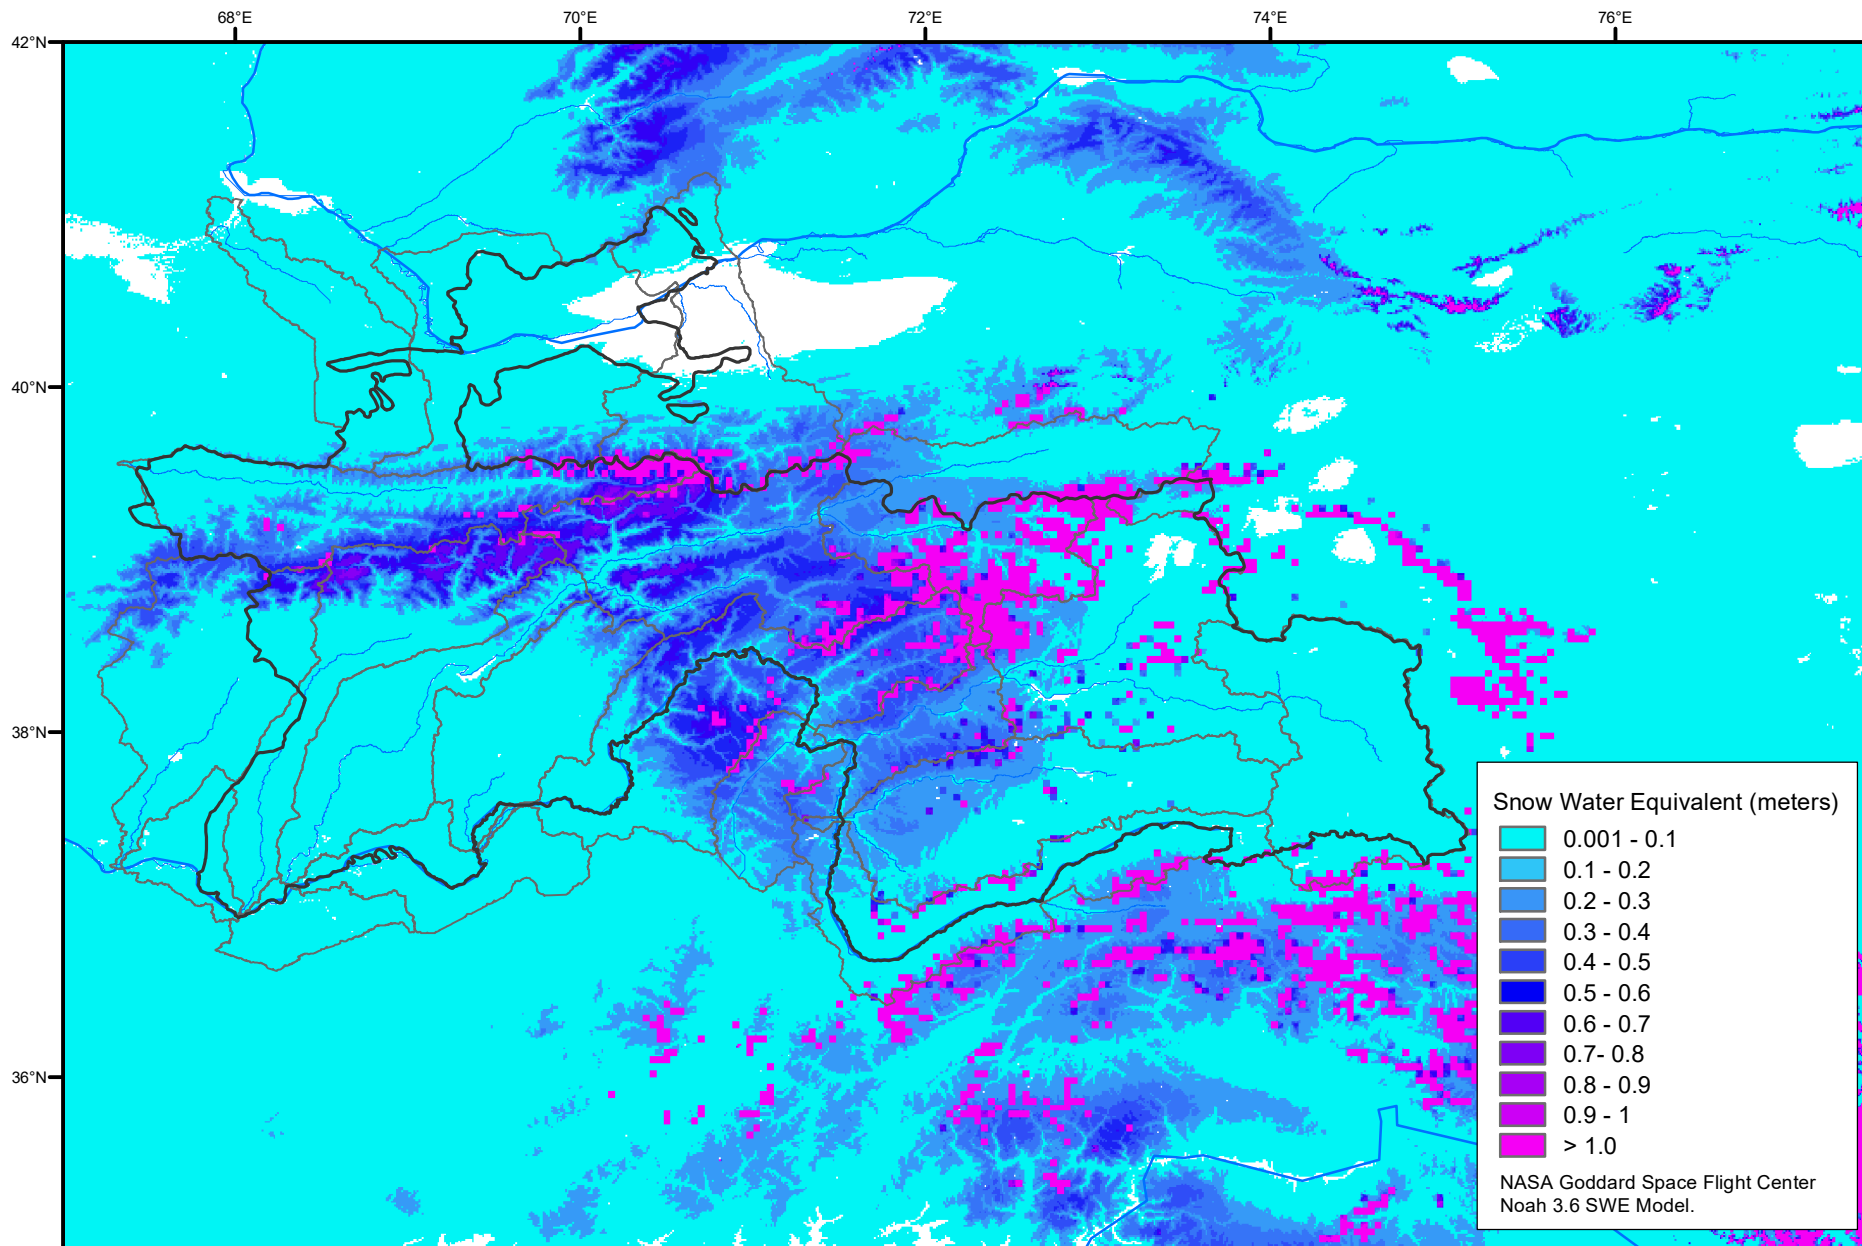 68°E 70°E 72°E 74°E 76°E
42°N
40°N
38°N
36°N
Snow Water Equivalent (meters)
0.001 - 0.1
0.1 - 0.2
0.2 - 0.3
0.3 - 0.4
0.4 - 0.5
0.5 - 0.6
0.6 - 0.7
0.7- 0.8
0.8 - 0.9
0.9 - 1
> 1.0
NASA Goddard Space Flight Center
Noah 3.6 SWE Model.